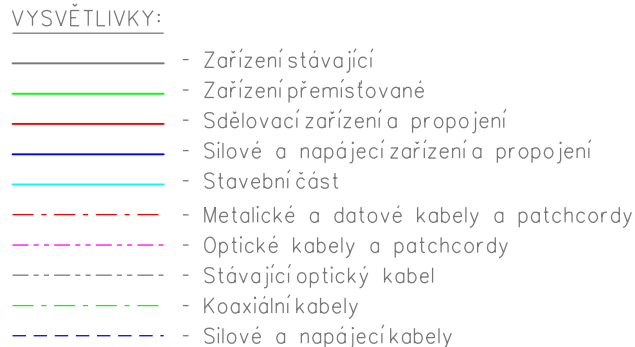 VYSVĚTLIVKY:
- Zařízení stávající
- Zařízení přemísťované
- Sdělovací zařízení a propojení
- Silové a napájecí zařízení a propojení
- Stavební část
- Metalické a datové kabely a patchcordy
- Optické kabely a patchcordy
- Stávající optický kabel
- Koaxiální kabely
- Silové a napájecí kabely